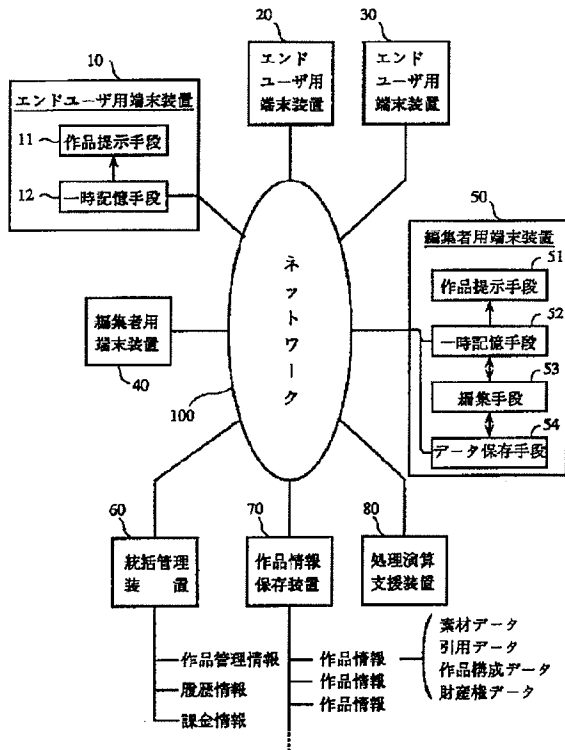 20
30
エンド
ユーザ用
端末装置
エンド
ユーザ用
端末装置
10
エンドユーザ用端末装置
11
作品提示手段
12
一時記憶手段
50
編集者用端末装置
51
作品提示手段
52
一時記憶手段
53
編集手段
54
データ保存手段
ネットワーク
100
編集者用
端末装置
40
60
統括管理
装 置
70
作品情報
保存装置
80
処理演算
支援装置
作品管理情報
履歴情報
課金情報
作品情報
作品情報
作品情報
素材データ
引用データ
作品構成データ
財産権データ